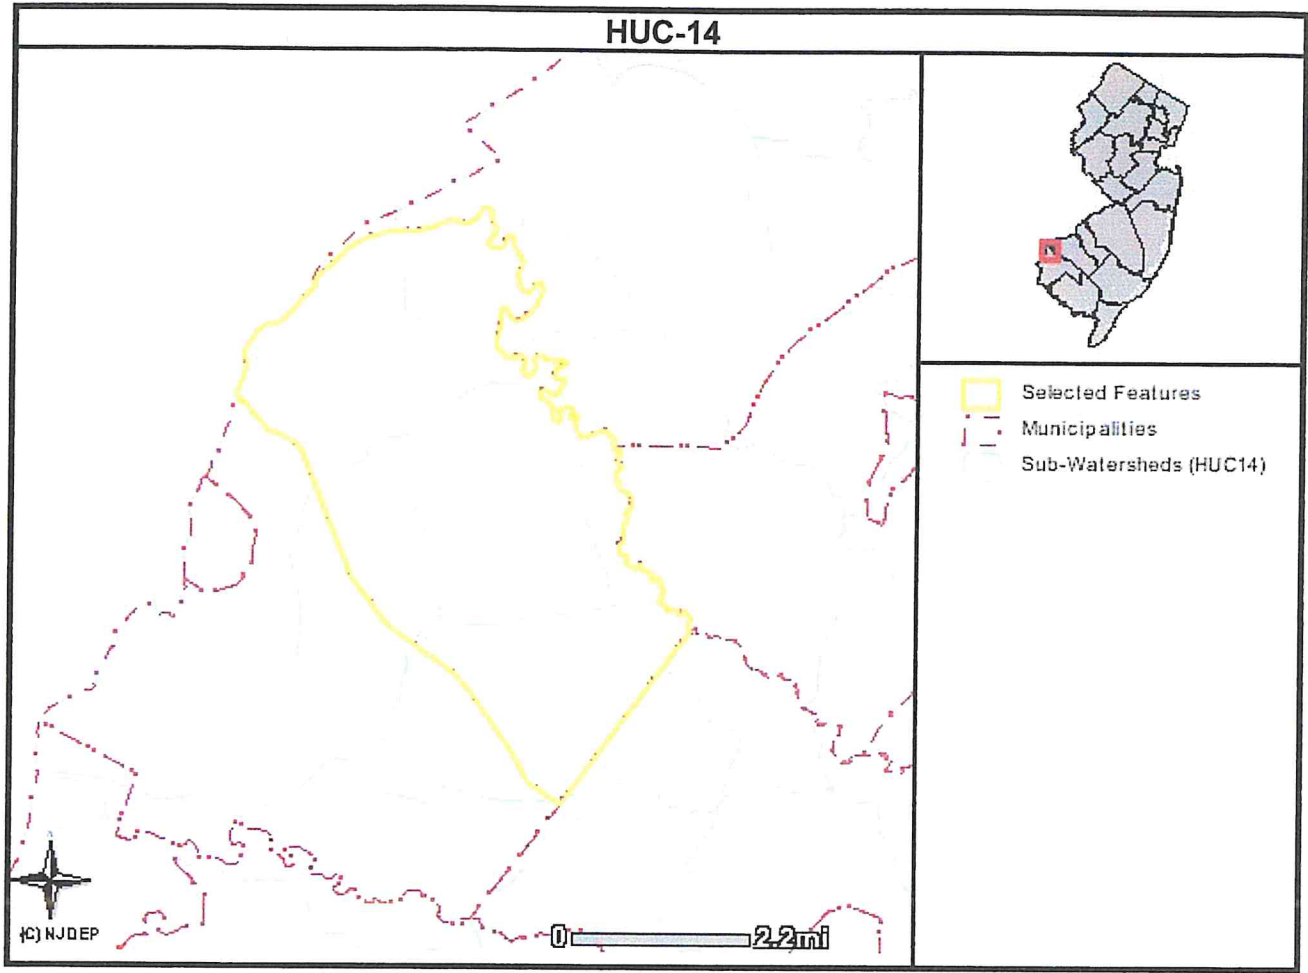 HUC-14
Selected Features
Municipalities
Sub-Watersheds (HUC14)
(C) NJDEP
0 2.2mi